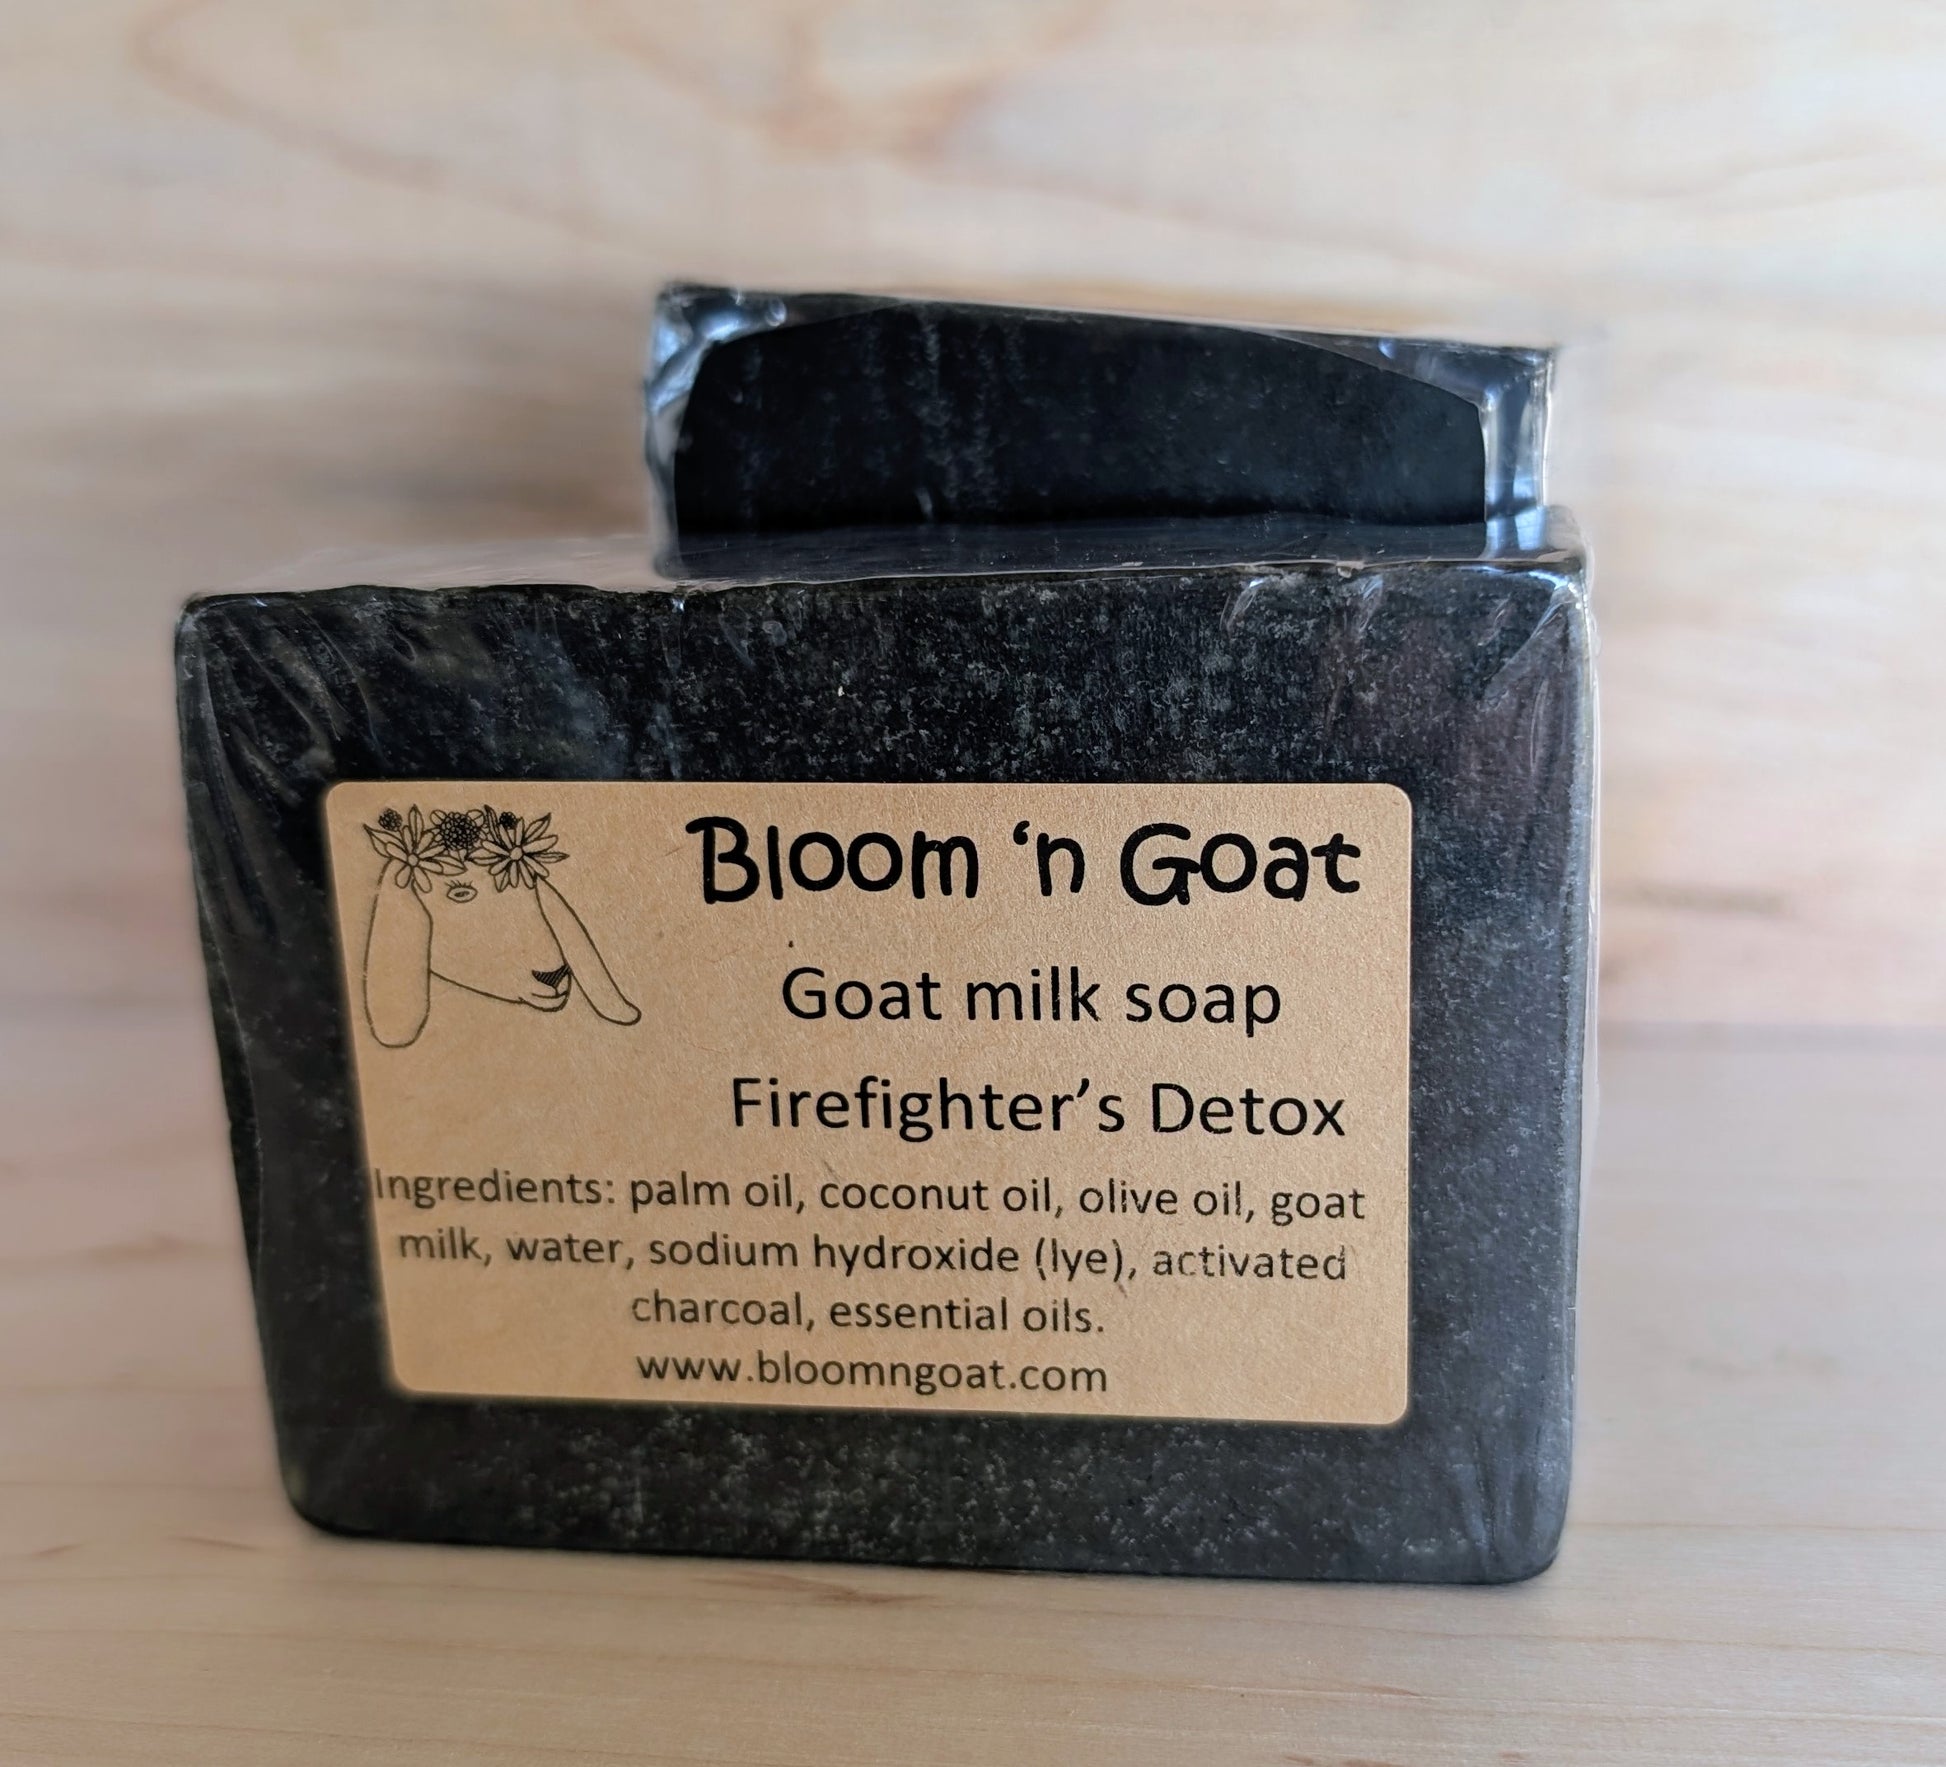 Bloom ‘n Goat
Goat milk soap
Firefighter’s Detox
Ingredients: palm oil, coconut oil, olive oil, goat
milk, water, sodium hydroxide (lye), activated
charcoal, essential oils.
www.bloomngoat.com